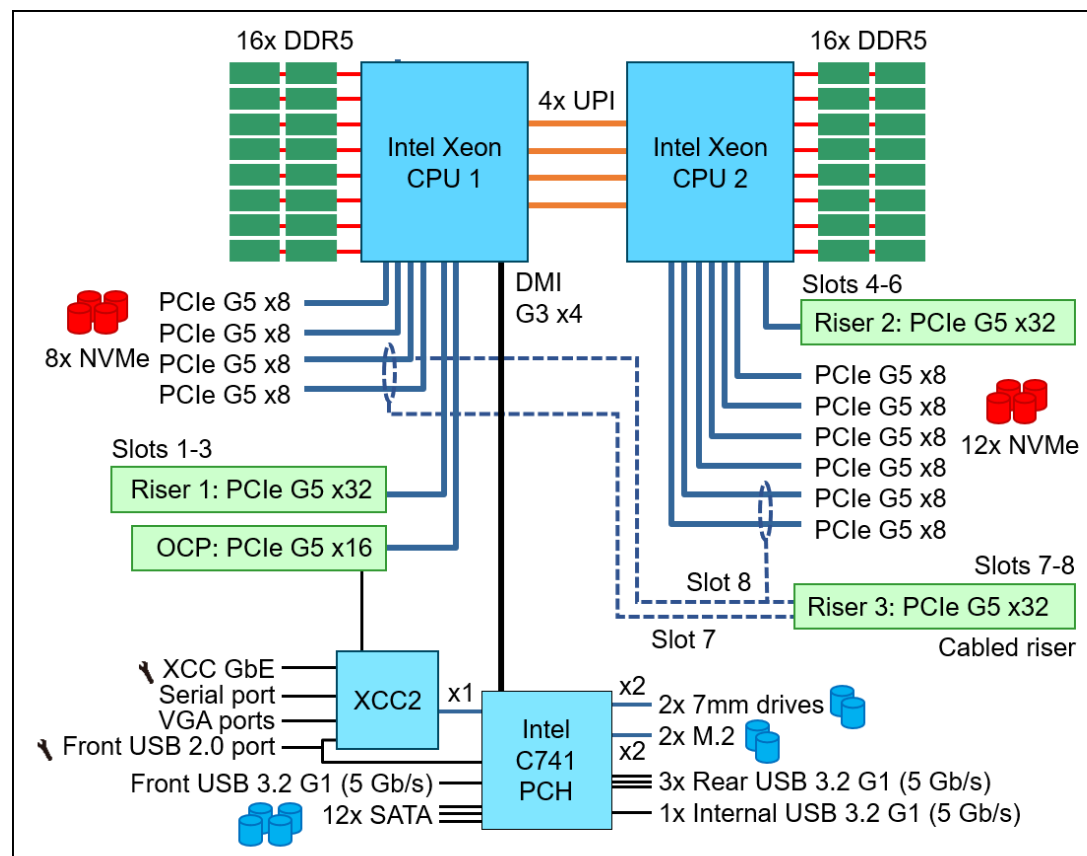 16x DDR5
16x DDR5
4x UPI
Intel Xeon
CPU 1
Intel Xeon
CPU 2
DMI
G3 x4
Slots 4-6
Riser 2: PCIe G5 x32
PCIe G5 x8
PCIe G5 x8
PCIe G5 x8
PCIe G5 x8
8x NVMe
PCIe G5 x8
PCIe G5 x8
PCIe G5 x8
PCIe G5 x8
PCIe G5 x8
PCIe G5 x8
12x NVMe
Slots 1-3
Riser 1: PCIe G5 x32
OCP: PCIe G5 x16
Slot 8
Slots 7-8
Riser 3: PCIe G5 x32
Slot 7
Cabled riser
XCC GbE
Serial port
VGA ports
Front USB 2.0 port
XCC2
x1
Intel
C741
PCH
x2
2x 7mm drives
2x M.2
x2
Front USB 3.2 G1 (5 Gb/s)
12x SATA
3x Rear USB 3.2 G1 (5 Gb/s)
1x Internal USB 3.2 G1 (5 Gb/s)